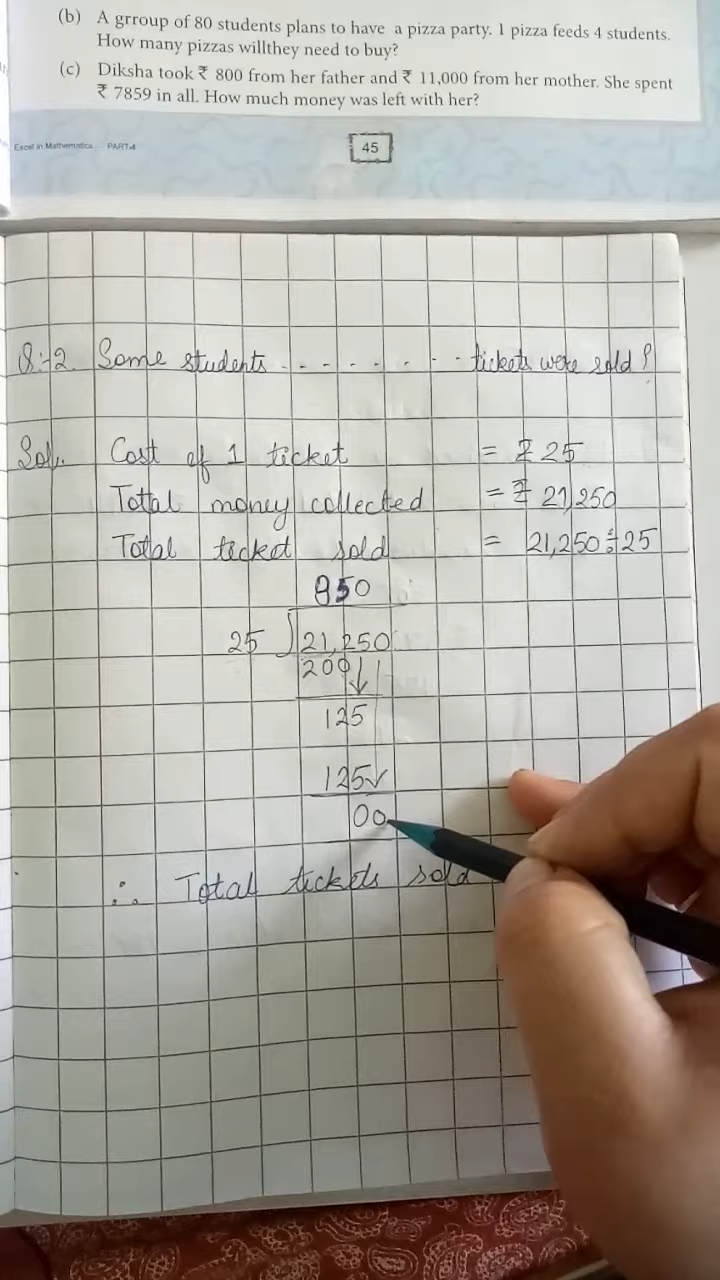 (b) A grroup of 80 students plans to have a pizza party. 1 pizza feeds 4 students.
How many pizzas willthey need to buy?
(c) Diksha took ₹ 800 from her father and ₹ 11,000 from her mother. She spent
₹ 7859 in all. How much money was left with her?
Excel in Mathematics PART-4
45
Q:-2. Some students - - - - - - - tickets were sold?
Sol. Cost of 1 ticket = ₹ 25
Total money collected = ₹ 21,250
Total ticked sold = 21,250 ÷ 25
850
25 21,250
200
125
125
00
∴ Total tickets sold